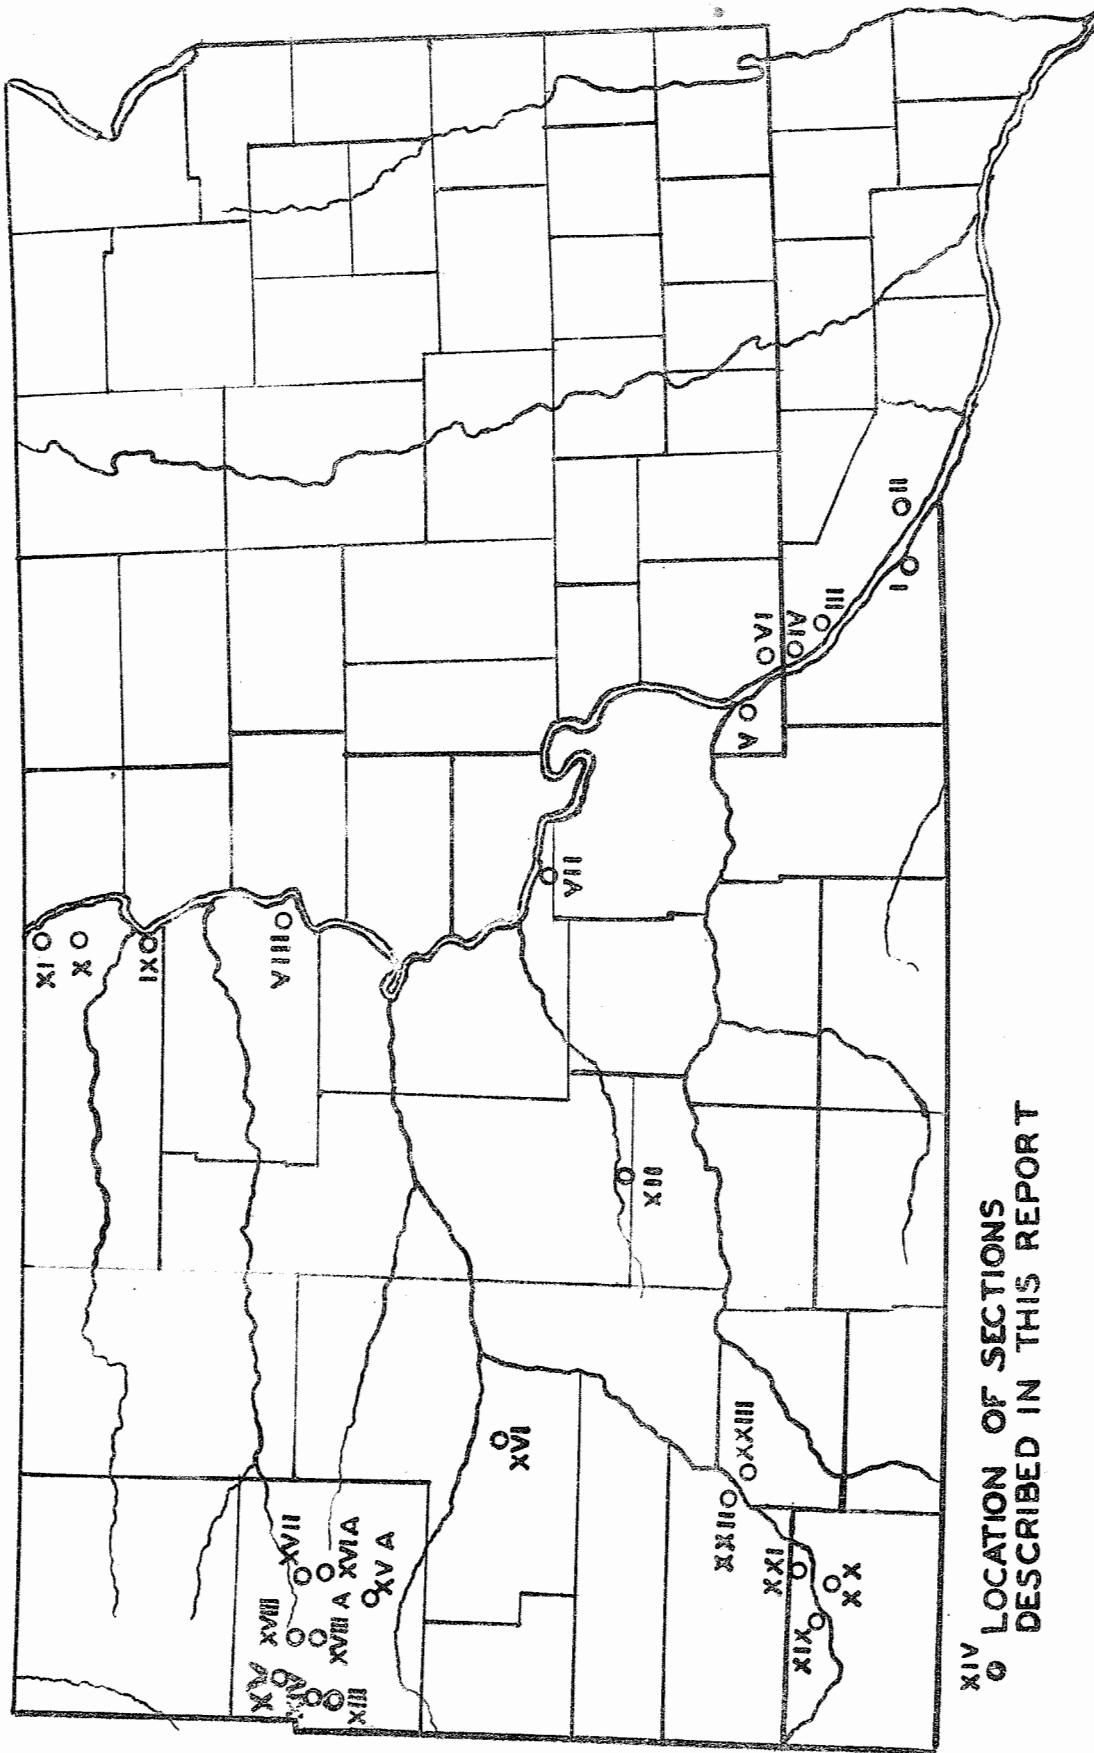 XI
X
IX
VIII
VII
XII
VI
IV
III
V
I
II
XVII
XVI A
XV A
XVIII
XVIII A
XV
XIV
XIII
XVI
XXIII
XXII
XXI
XX
XIX
XIV
LOCATION OF SECTIONS
DESCRIBED IN THIS REPORT